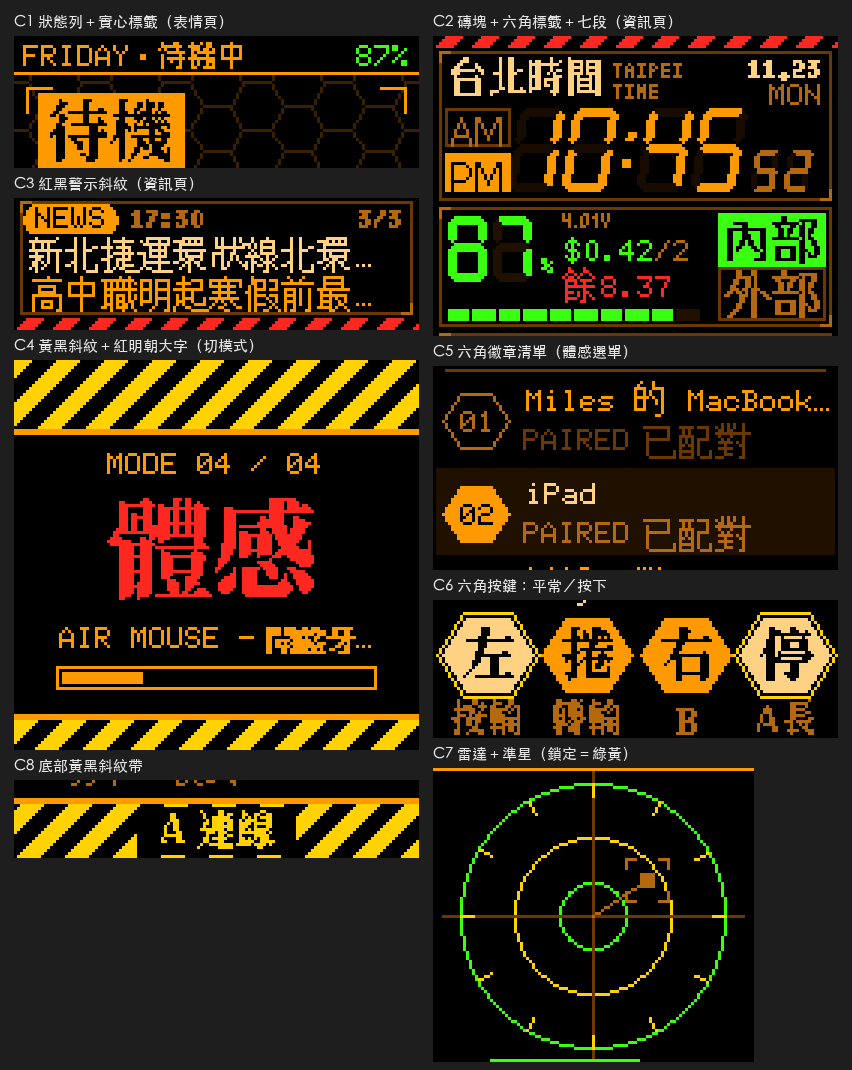 C1 狀態列＋實心標籤（表情頁）
FRIDAY・待機中 87%
待機
C3 紅黑警示斜紋（資訊頁）
NEWS 17:30 3/3
新北捷運環狀線北環…
高中職明起寒假前最…
C4 黃黑斜紋＋紅明朝大字（切模式）
MODE 04 / 04
體感
AIR MOUSE -
C8 底部黃黑斜紋帶
A 連線
C2 磚塊＋六角標籤＋七段（資訊頁）
台北時間 TAIPEI TIME 11.23 MON
AM
PM 10:45 52
87% 4.01V
$0.42/2
餘8.37
內部
外部
C5 六角徽章清單（體感選單）
01 Miles 的 MacBook…
PAIRED 已配對
02 iPad
PAIRED 已配對
C6 六角按鍵：平常／按下
左 捲 右 停
按輪 轉輪 B A長
C7 雷達＋準星（鎖定＝綠黃）